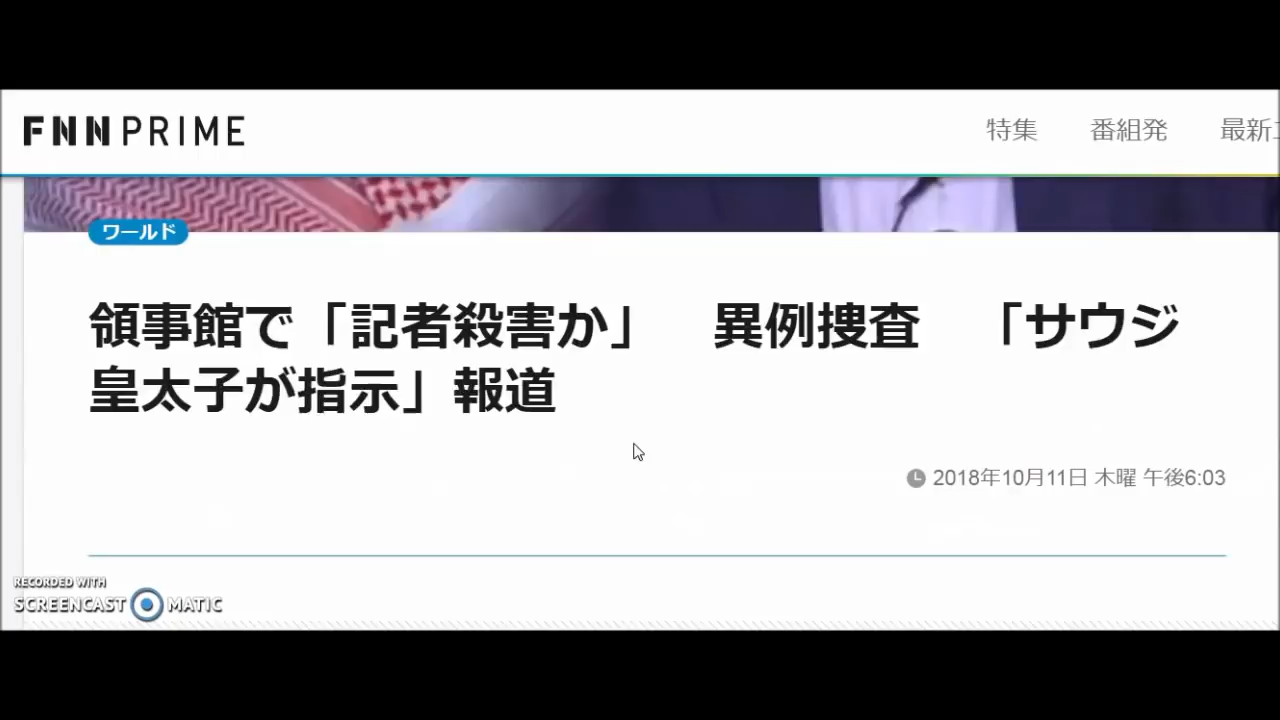 FNN PRIME
特集 番組発 最新
ワールド
領事館で「記者殺害か」　異例捜査　「サウジ
皇太子が指示」報道
2018年10月11日 木曜 午後6:03
RECORDED WITH
SCREENCAST MATIC